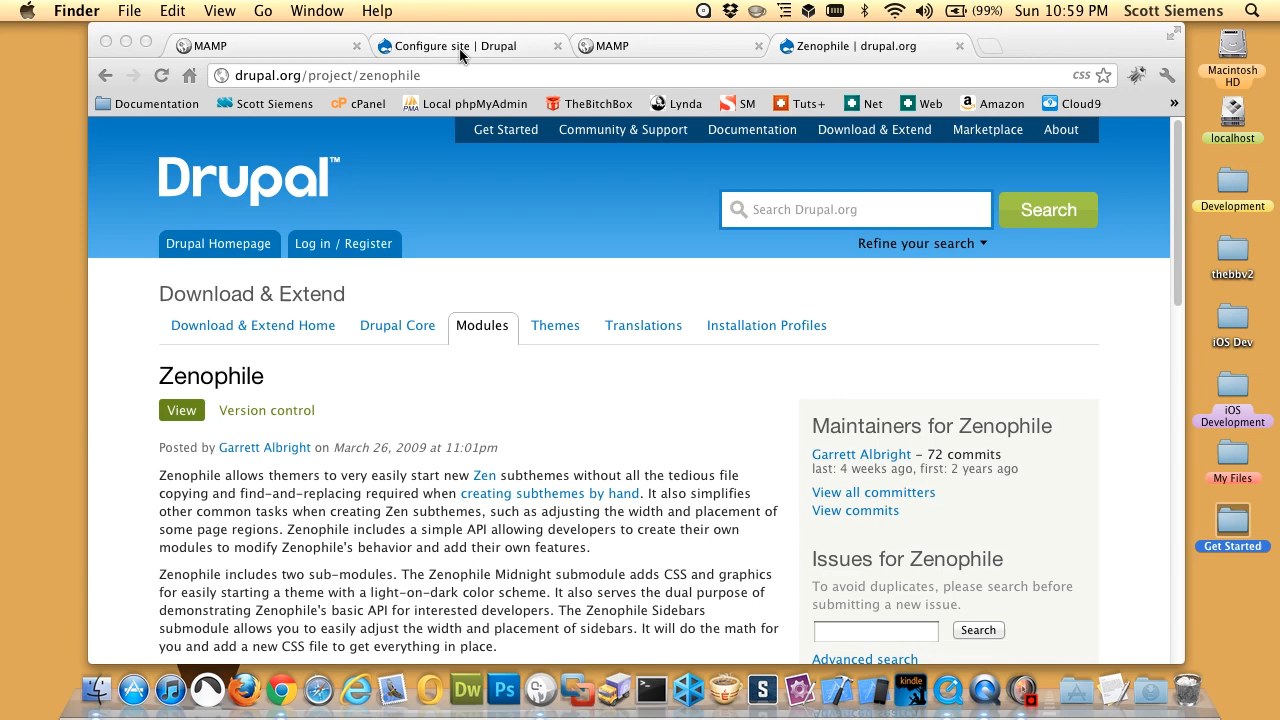 Finder File Edit View Go Window Help (99%) Sun 10:59 PM Scott Siemens
MAMP Configure site | Drupal MAMP Zenophile | drupal.org
drupal.org/project/zenophile CSS
Documentation Scott Siemens cPanel Local phpMyAdmin TheBitchBox Lynda SM Tuts+ Net Web Amazon Cloud9 »
Get Started Community & Support Documentation Download & Extend Marketplace About
Drupal™
Search Drupal.org Search
Refine your search
Drupal Homepage Log in / Register
Download & Extend
Download & Extend Home Drupal Core Modules Themes Translations Installation Profiles
Zenophile
View Version control
Posted by Garrett Albright on March 26, 2009 at 11:01pm
Zenophile allows themers to very easily start new Zen subthemes without all the tedious file
copying and find-and-replacing required when creating subthemes by hand. It also simplifies
other common tasks when creating Zen subthemes, such as adjusting the width and placement of
some page regions. Zenophile includes a simple API allowing developers to create their own
modules to modify Zenophile's behavior and add their own features.
Zenophile includes two sub-modules. The Zenophile Midnight submodule adds CSS and graphics
for easily starting a theme with a light-on-dark color scheme. It also serves the dual purpose of
demonstrating Zenophile's basic API for interested developers. The Zenophile Sidebars
submodule allows you to easily adjust the width and placement of sidebars. It will do the math for
you and add a new CSS file to get everything in place.
Maintainers for Zenophile
Garrett Albright – 72 commits
last: 4 weeks ago, first: 2 years ago
View all committers
View commits
Issues for Zenophile
To avoid duplicates, please search before
submitting a new issue.
Search
Advanced search
Macintosh
HD
localhost
Development
thebbv2
iOS Dev
iOS
Development
My Files
Get Started
Dw Ps S kindle